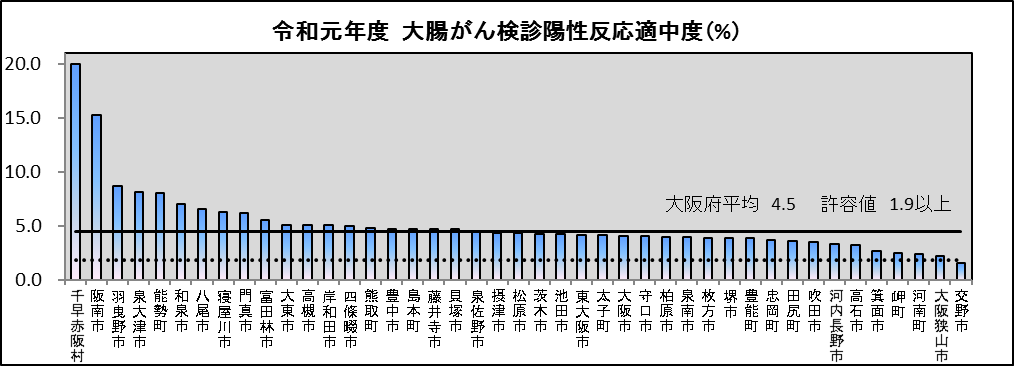 令和元年度 大腸がん検診陽性反応適中度(%)
20.0
15.0
10.0
5.0
0.0
大阪府平均 4.5 許容値 1.9以上
千早赤阪村
阪南市
羽曳野市
泉大津市
能勢町
和泉市
八尾市
寝屋川市
門真市
富田林市
大東市
高槻市
岸和田市
四條畷市
熊取町
豊中市
島本町
藤井寺市
貝塚市
泉佐野市
摂津市
松原市
茨木市
池田市
東大阪市
太子町
大阪市
守口市
柏原市
泉南市
枚方市
堺市
豊能町
忠岡町
田尻町
吹田市
河内長野市
高石市
箕面市
岬町
河南町
大阪狭山市
交野市